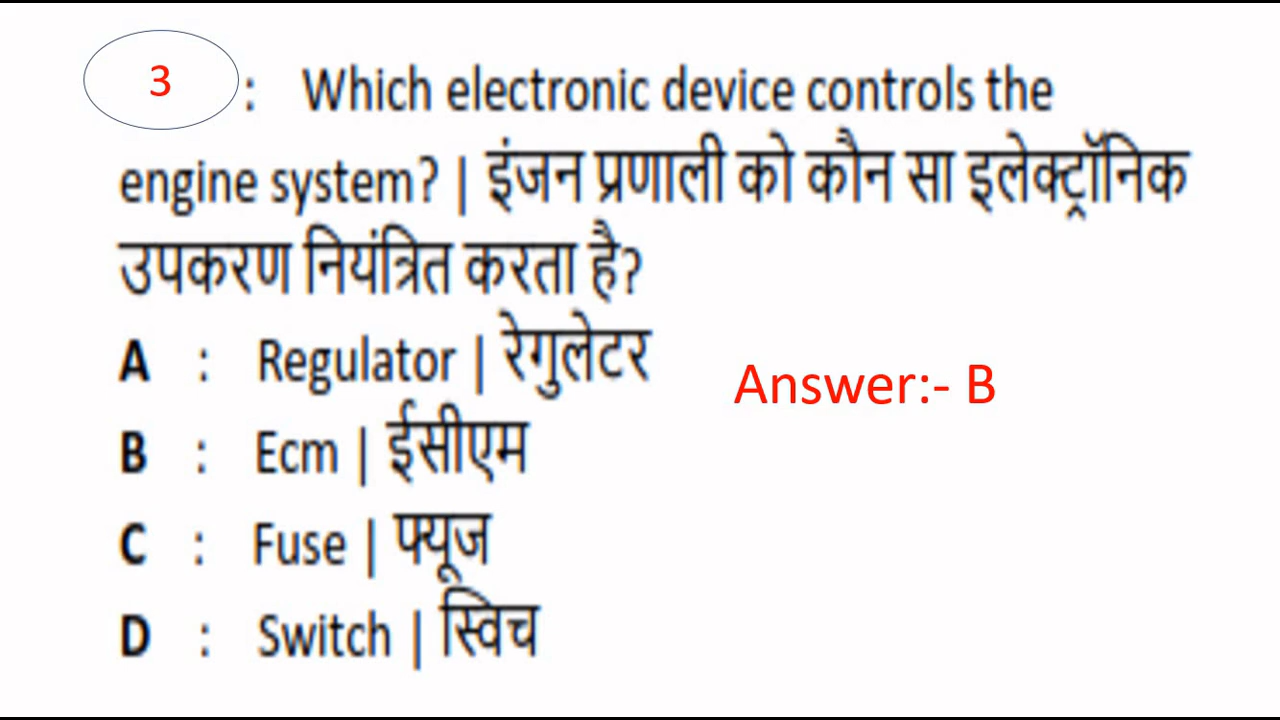 3 : Which electronic device controls the
engine system? | इंजन प्रणाली को कौन सा इलेक्ट्रॉनिक
उपकरण नियंत्रित करता है?
A : Regulator | रेगुलेटर
Answer:- B
B : Ecm | ईसीएम
C : Fuse | फ्यूज
D : Switch | स्विच